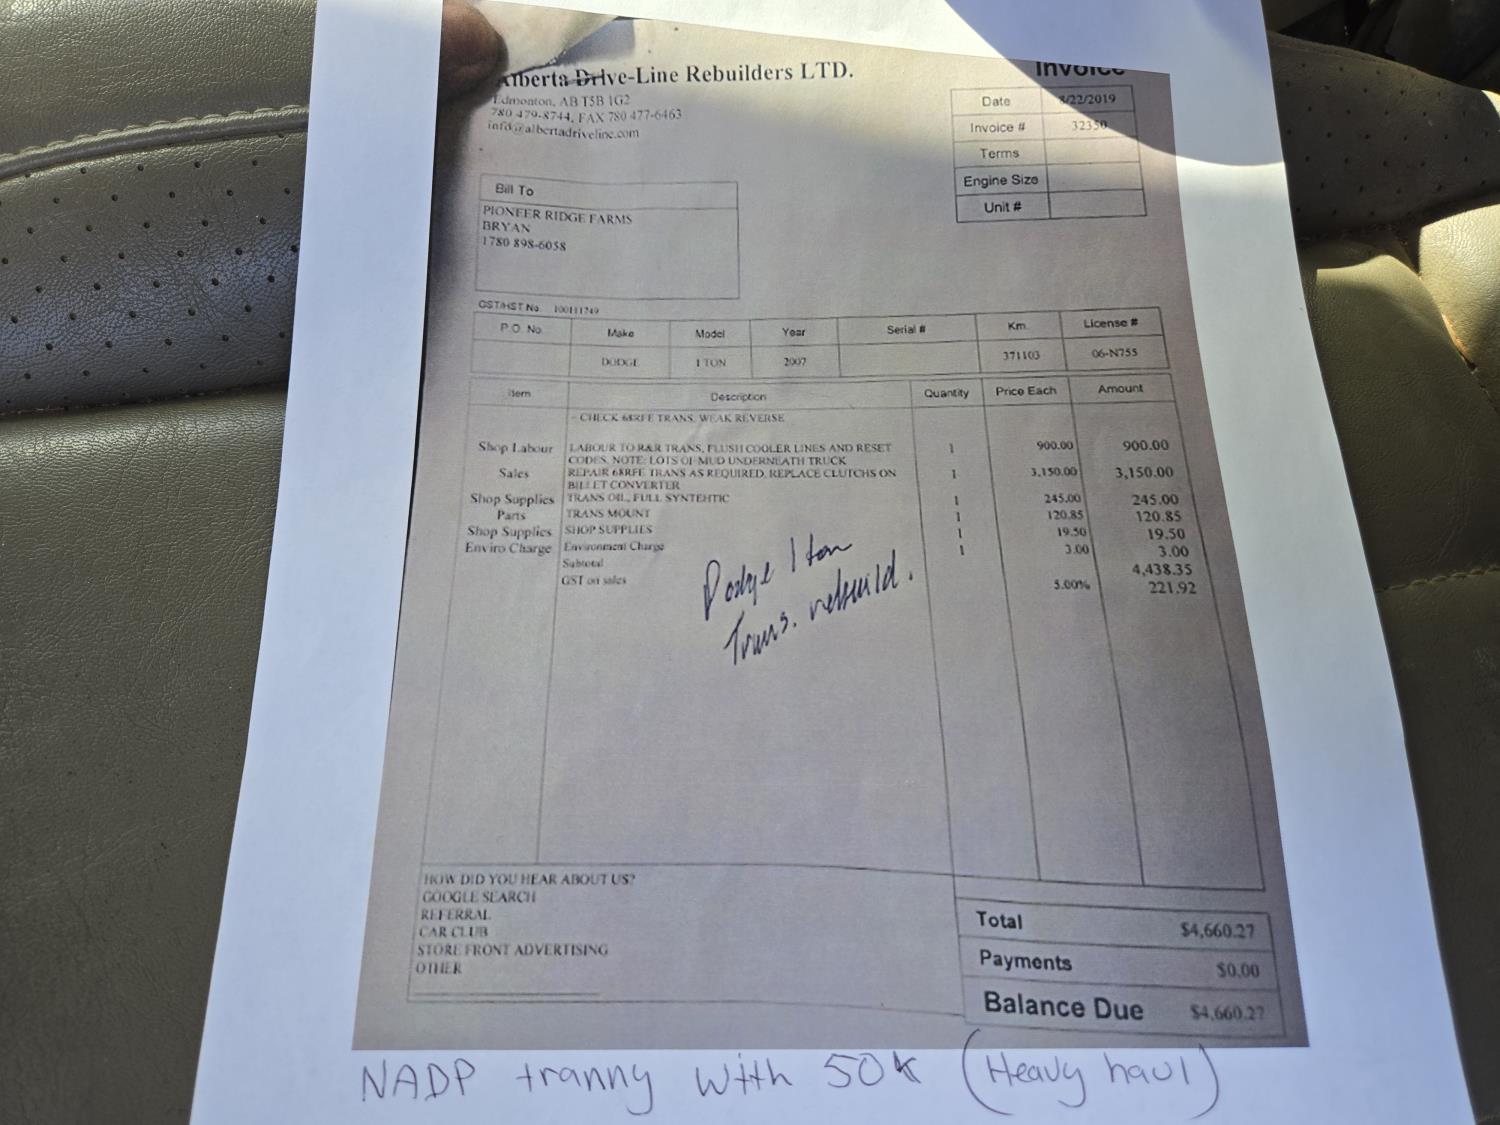 Alberta Drive-Line Rebuilders LTD.
Edmonton, AB T5B 1G2
780 479-8744, FAX 780 477-6463
info@albertadriveline.com
Invoice
Date /22/2019
Invoice # 32350
Terms
Engine Size
Unit #
Bill To
PIONEER RIDGE FARMS
BRYAN
1780 898-6058
GST/HST No. 100111749
P.O. No. Make Model Year Serial # Km. License #
DODGE 1 TON 2007 371103 06-N755
Item Description Quantity Price Each Amount
- CHECK 68RFE TRANS, WEAK REVERSE
Shop Labour LABOUR TO R&R TRANS, FLUSH COOLER LINES AND RESET 1 900.00 900.00
CODES, NOTE: LOTS OF MUD UNDERNEATH TRUCK
Sales REPAIR 68RFE TRANS AS REQUIRED, REPLACE CLUTCHS ON 1 3,150.00 3,150.00
BILLET CONVERTER
Shop Supplies TRANS OIL, FULL SYNTEHTIC 1 245.00 245.00
Parts TRANS MOUNT 1 120.85 120.85
Shop Supplies SHOP SUPPLIES 1 19.50 19.50
Enviro Charge Environment Charge 1 3.00 3.00
Subtotal 4,438.35
GST on sales 5.00% 221.92
Dodge 1 ton
Trans. rebuild.
HOW DID YOU HEAR ABOUT US?
GOOGLE SEARCH
REFERRAL
CAR CLUB
STORE FRONT ADVERTISING
OTHER
Total $4,660.27
Payments $0.00
Balance Due $4,660.27
NADP tranny with 50K (Heavy haul)